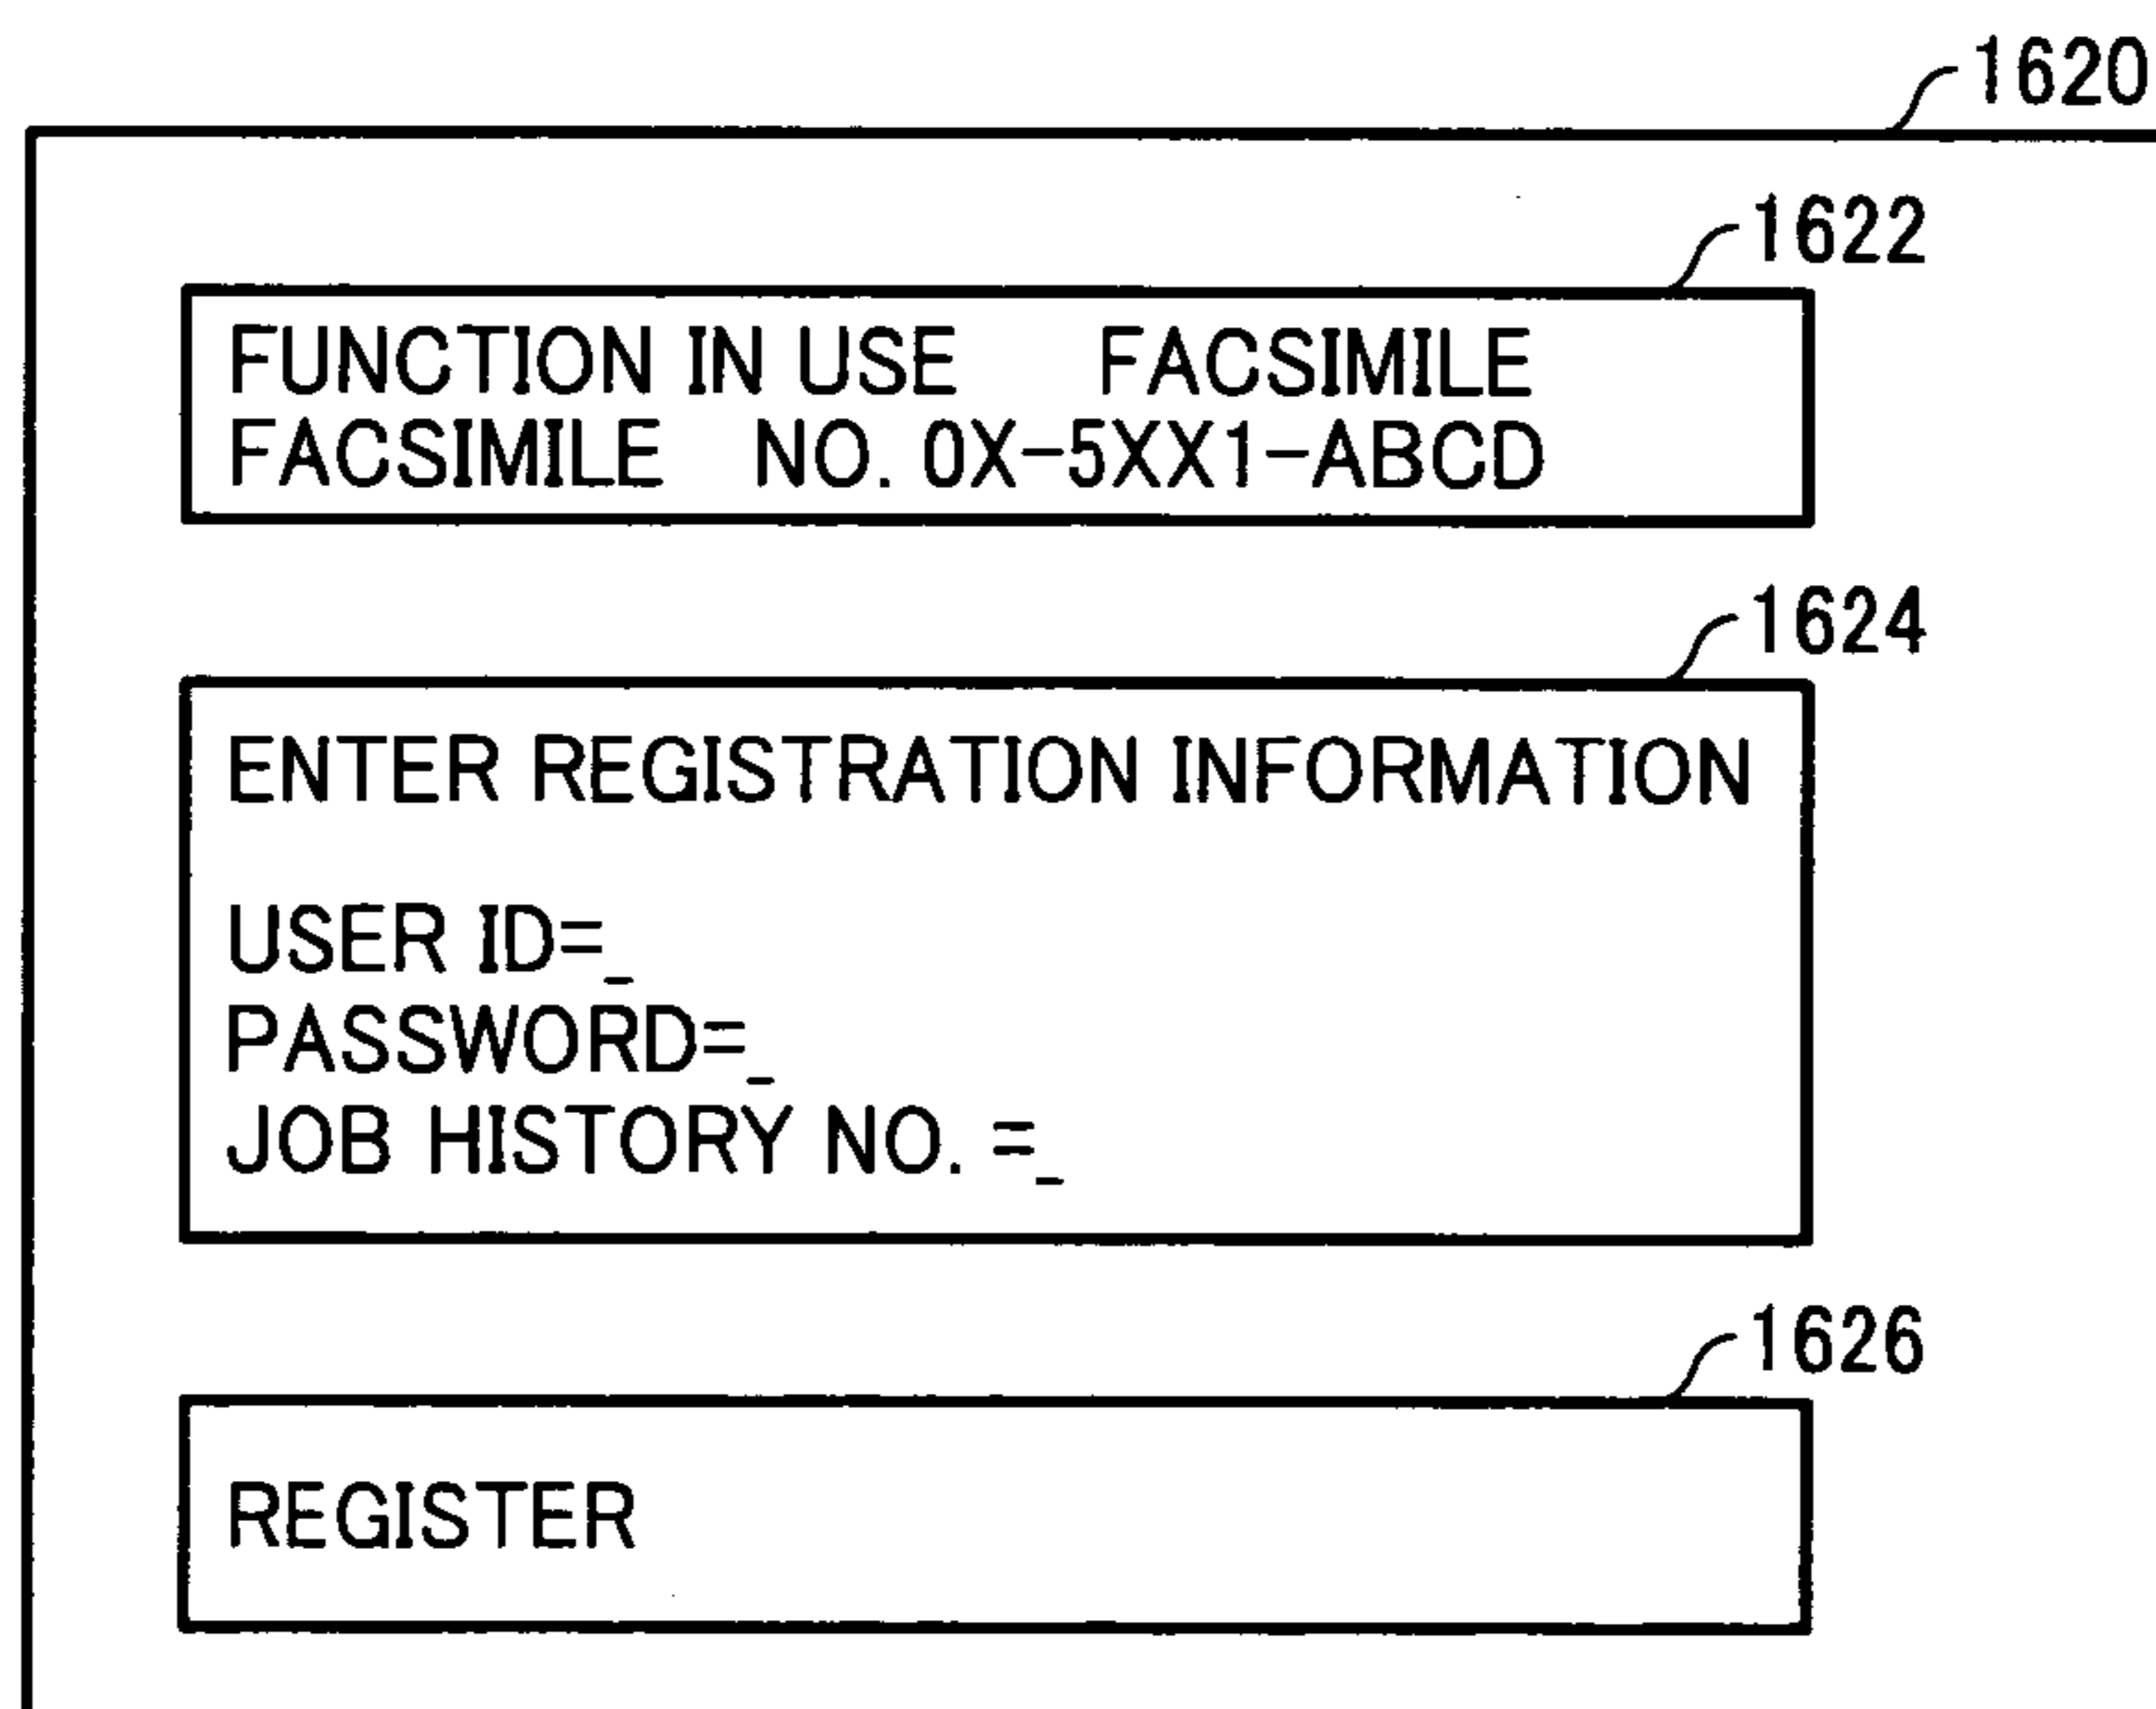 1620
1622
FUNCTION IN USE FACSIMILE
FACSIMILE NO. 0X-5XX1-ABCD
1624
ENTER REGISTRATION INFORMATION
USER ID=_
PASSWORD=_
JOB HISTORY NO. =_
1626
REGISTER